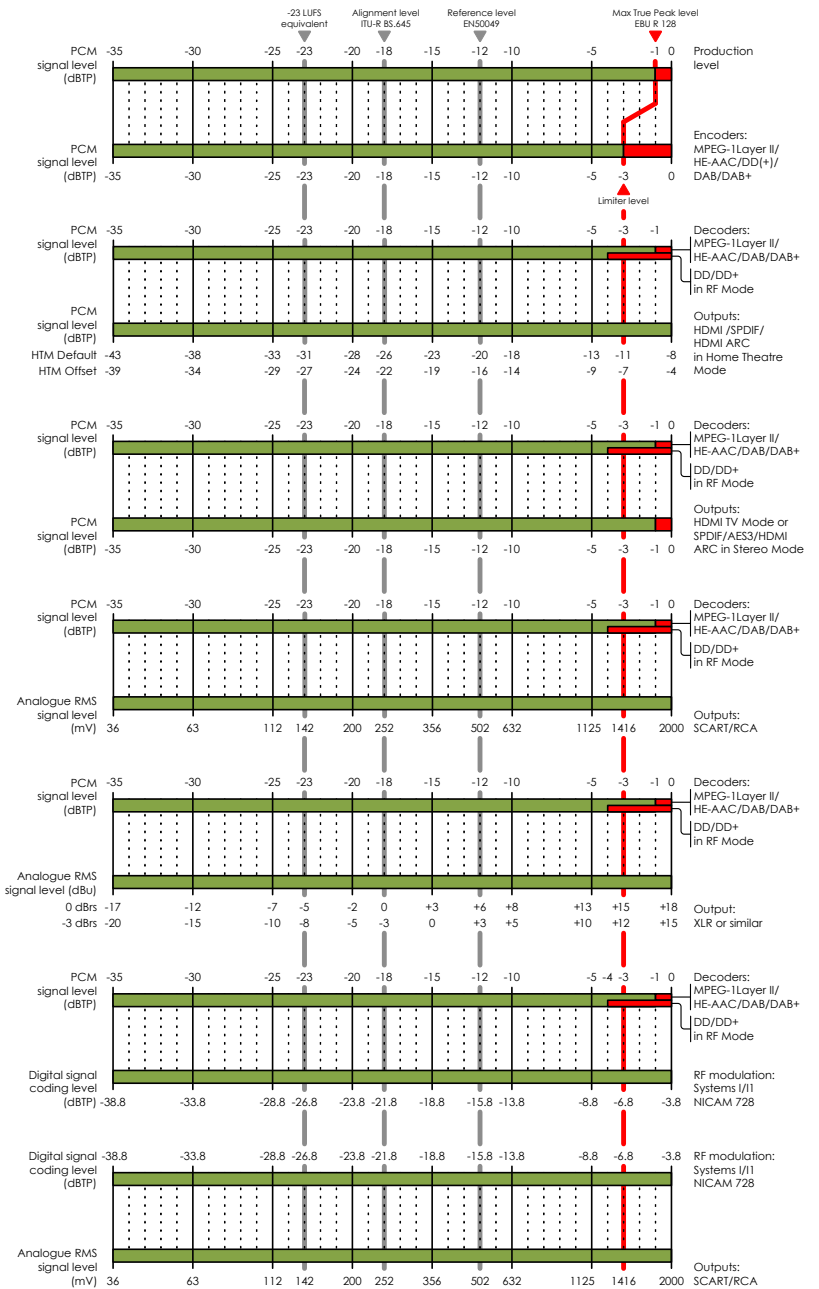 -23 LUFS
equivalent
Alignment level
ITU-R BS.645
Reference level
EN50049
Max True Peak level
EBU R 128
PCM
signal level
(dBTP)
-35 -30 -25 -23 -20 -18 -15 -12 -10 -5 -1 0
Production
level
PCM
signal level
(dBTP)
-35 -30 -25 -23 -20 -18 -15 -12 -10 -5 -3 0
Encoders:
MPEG-1Layer II/
HE-AAC/DD(+)/
DAB/DAB+
Limiter level
PCM
signal level
(dBTP)
-35 -30 -25 -23 -20 -18 -15 -12 -10 -5 -3 -1 0
Decoders:
MPEG-1Layer II/
HE-AAC/DAB/DAB+
DD/DD+
in RF Mode
PCM
signal level
(dBTP)
Outputs:
HDMI /SPDIF/
HDMI ARC
in Home Theatre
Mode
HTM Default -43 -38 -33 -31 -28 -26 -23 -20 -18 -13 -11 -8
HTM Offset -39 -34 -29 -27 -24 -22 -19 -16 -14 -9 -7 -4
PCM
signal level
(dBTP)
-35 -30 -25 -23 -20 -18 -15 -12 -10 -5 -3 -1 0
Decoders:
MPEG-1Layer II/
HE-AAC/DAB/DAB+
DD/DD+
in RF Mode
PCM
signal level
(dBTP)
-35 -30 -25 -23 -20 -18 -15 -12 -10 -5 -3 -1 0
Outputs:
HDMI TV Mode or
SPDIF/AES3/HDMI
ARC in Stereo Mode
PCM
signal level
(dBTP)
-35 -30 -25 -23 -20 -18 -15 -12 -10 -5 -3 -1 0
Decoders:
MPEG-1Layer II/
HE-AAC/DAB/DAB+
DD/DD+
in RF Mode
Analogue RMS
signal level
(mV)
36 63 112 142 200 252 356 502 632 1125 1416 2000
Outputs:
SCART/RCA
PCM
signal level
(dBTP)
-35 -30 -25 -23 -20 -18 -15 -12 -10 -5 -3 -1 0
Decoders:
MPEG-1Layer II/
HE-AAC/DAB/DAB+
DD/DD+
in RF Mode
Analogue RMS
signal level (dBu)
0 dBrs -17 -12 -7 -5 -2 0 +3 +6 +8 +13 +15 +18
-3 dBrs -20 -15 -10 -8 -5 -3 0 +3 +5 +10 +12 +15
Output:
XLR or similar
PCM
signal level
(dBTP)
-35 -30 -25 -23 -20 -18 -15 -12 -10 -5 -4 -3 -1 0
Decoders:
MPEG-1Layer II/
HE-AAC/DAB/DAB+
DD/DD+
in RF Mode
Digital signal
coding level
(dBTP)
-38.8 -33.8 -28.8 -26.8 -23.8 -21.8 -18.8 -15.8 -13.8 -8.8 -6.8 -3.8
RF modulation:
Systems I/I1
NICAM 728
Digital signal
coding level
(dBTP)
-38.8 -33.8 -28.8 -26.8 -23.8 -21.8 -18.8 -15.8 -13.8 -8.8 -6.8 -3.8
RF modulation:
Systems I/I1
NICAM 728
Analogue RMS
signal level
(mV)
36 63 112 142 200 252 356 502 632 1125 1416 2000
Outputs:
SCART/RCA